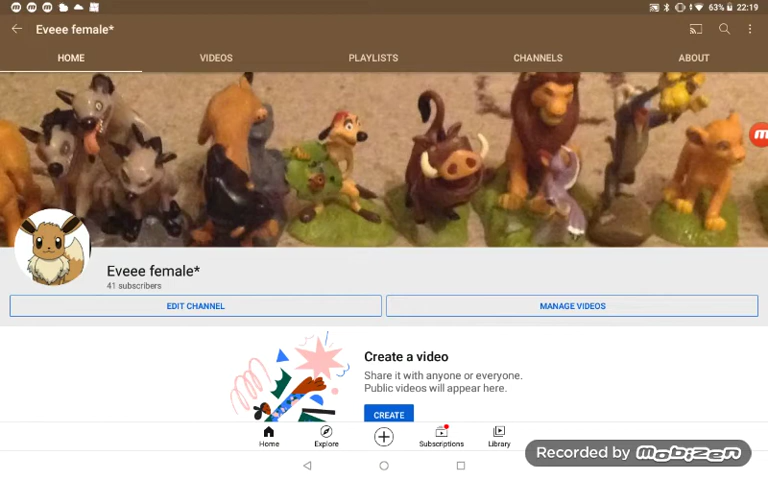 63% 22:19
Eveee female*
HOME VIDEOS PLAYLISTS CHANNELS ABOUT
Eveee female*
41 subscribers
EDIT CHANNEL MANAGE VIDEOS
Create a video
Share it with anyone or everyone.
Public videos will appear here.
CREATE
Home Explore Subscriptions Library
Recorded by mobizen